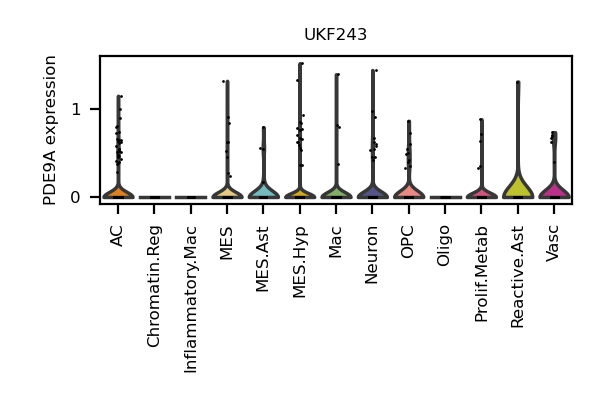 UKF243
PDE9A expression
1
0
AC
Chromatin.Reg
Inflammatory.Mac
MES
MES.Ast
MES.Hyp
Mac
Neuron
OPC
Oligo
Prolif.Metab
Reactive.Ast
Vasc